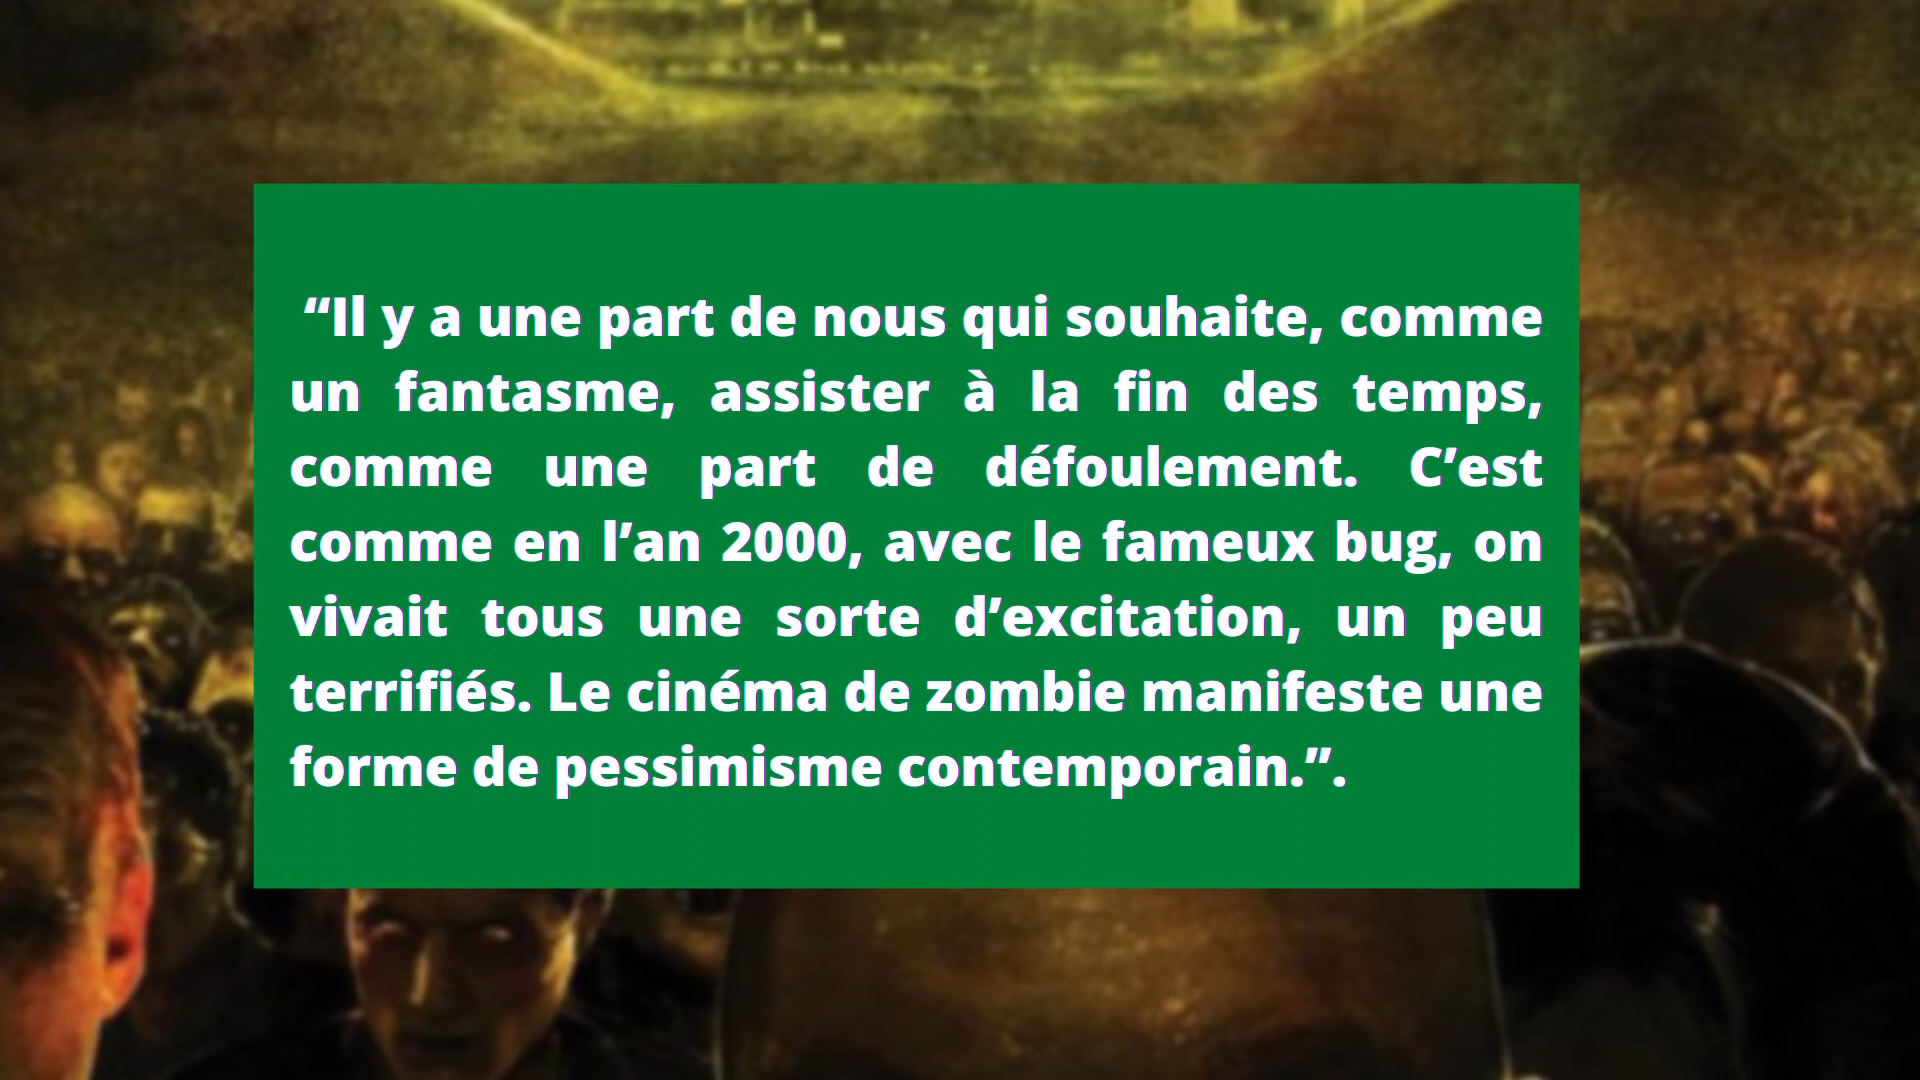 “Il y a une part de nous qui souhaite, comme
un fantasme, assister à la fin des temps,
comme une part de défoulement. C’est
comme en l’an 2000, avec le fameux bug, on
vivait tous une sorte d’excitation, un peu
terrifiés. Le cinéma de zombie manifeste une
forme de pessimisme contemporain.”.